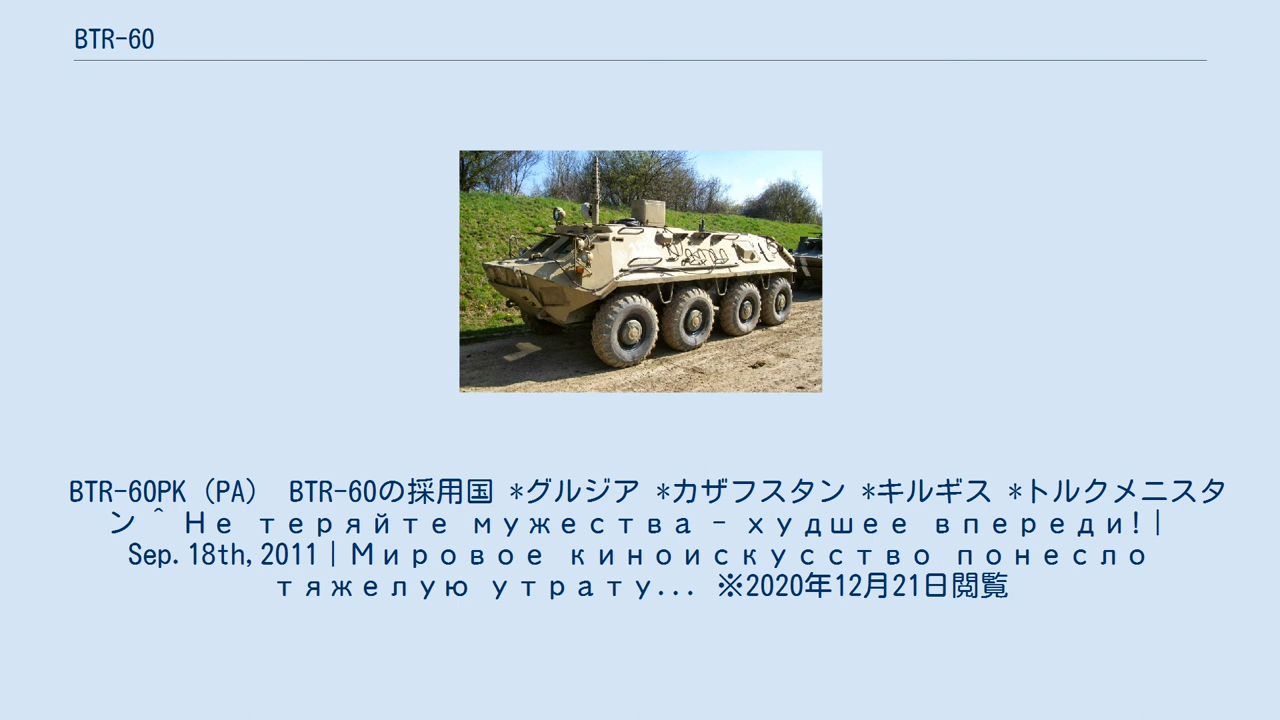 BTR-60
BTR-60PK（PA） BTR-60の採用国 *グルジア *カザフスタン *キルギス *トルクメニスタ
ン ^ Не теряйте мужества - худшее впереди! |
Sep. 18th, 2011 | Мировое киноискусство понесло
тяжелую утрату... ※2020年12月21日閲覧